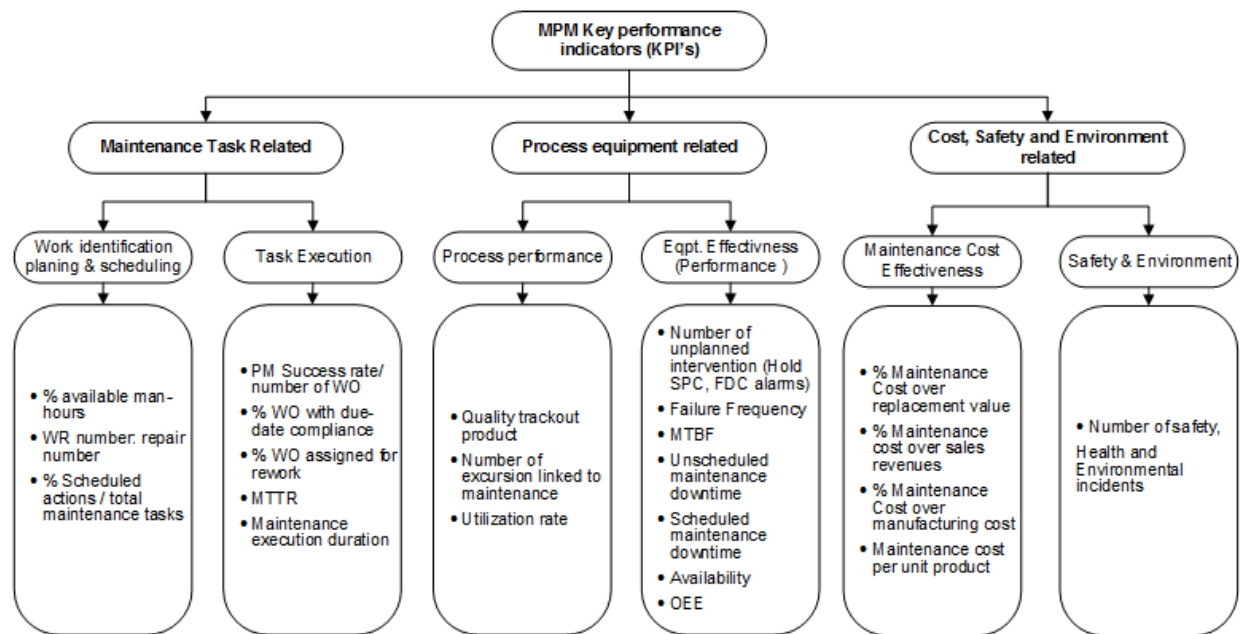 MPM Key performance
indicators (KPI's)
Maintenance Task Related
Process equipment related
Cost, Safety and Environment
related
Work identification
planing & scheduling
Task Execution
Process performance
Eqpt. Effectivness
(Performance )
Maintenance Cost
Effectiveness
Safety & Environment
• % available man-
hours
• WR number: repair
number
• % Scheduled
actions / total
maintenance tasks
• PM Success rate/
number of WO
• % WO with due-
date compliance
• % WO assigned for
rework
• MTTR
• Maintenance
execution duration
• Quality trackout
product
• Number of
excursion linked to
maintenance
• Utilization rate
• Number of
unplanned
intervention (Hold
SPC, FDC alarms)
• Failure Frequency
• MTBF
• Unscheduled
maintenance
downtime
• Scheduled
maintenance
downtime
• Availability
• OEE
• % Maintenance
Cost over
replacement value
• % Maintenance
cost over sales
revenues
• % Maintenance
Cost over
manufacturing cost
• Maintenance cost
per unit product
• Number of safety,
Health and
Environmental
incidents